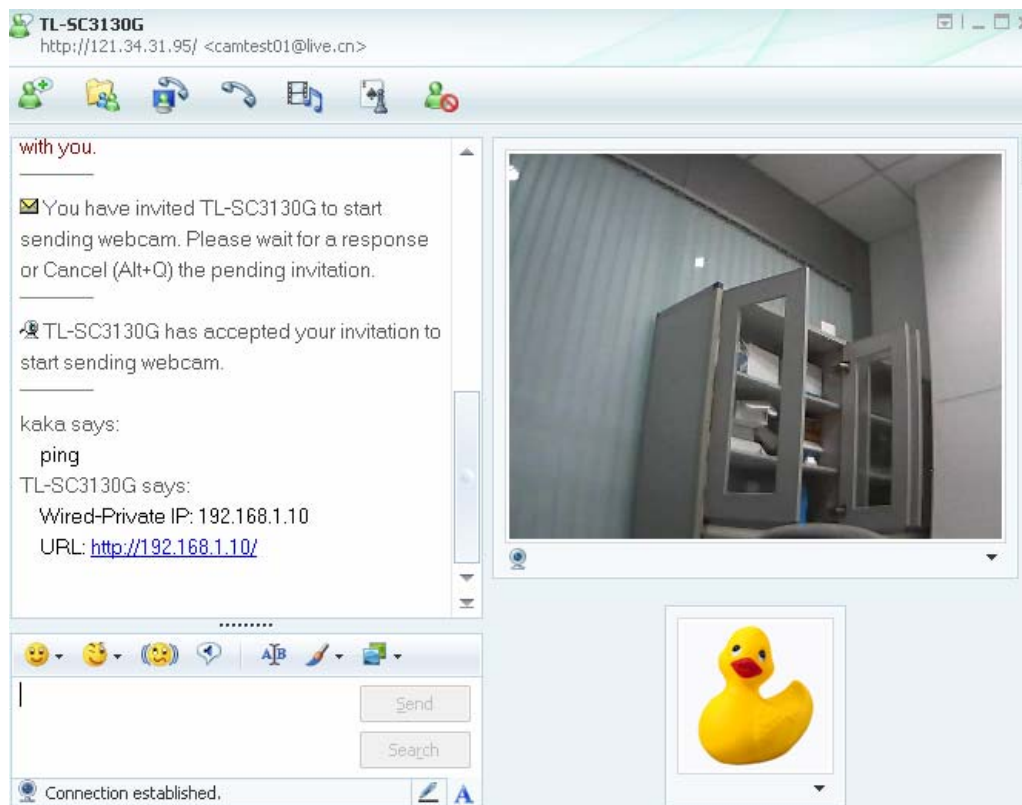 TL-SC3130G
http://121.34.31.95/ <camtest01@live.cn>
with you.
You have invited TL-SC3130G to start
sending webcam. Please wait for a response
or Cancel (Alt+Q) the pending invitation.
TL-SC3130G has accepted your invitation to
start sending webcam.
kaka says:
ping
TL-SC3130G says:
Wired-Private IP: 192.168.1.10
URL: http://192.168.1.10/
Send
Search
Connection established.
A